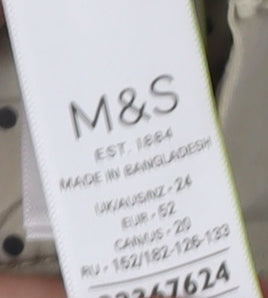 M&S
EST. 1884
MADE IN BANGLADESH
UK/AUS/NZ - 24
EUR - 52
CAN/US - 20
RU - 152/182-126-133